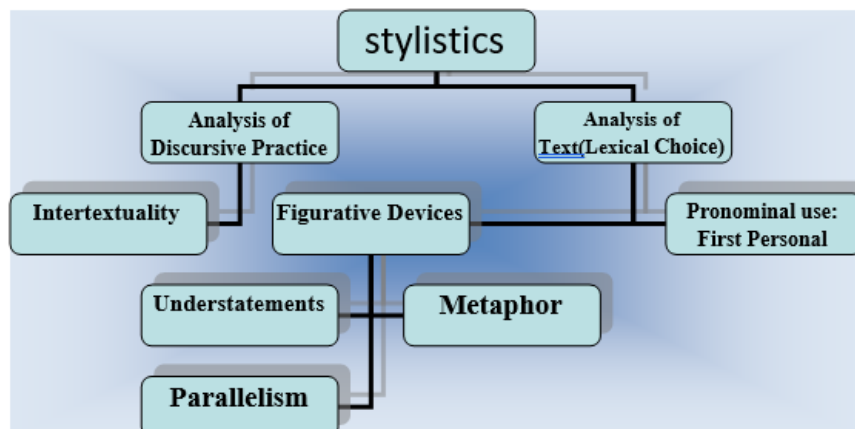 stylistics
Analysis of
Discursive Practice
Analysis of
Text(Lexical Choice)
Intertextuality
Figurative Devices
Pronominal use:
First Personal
Understatements
Metaphor
Parallelism